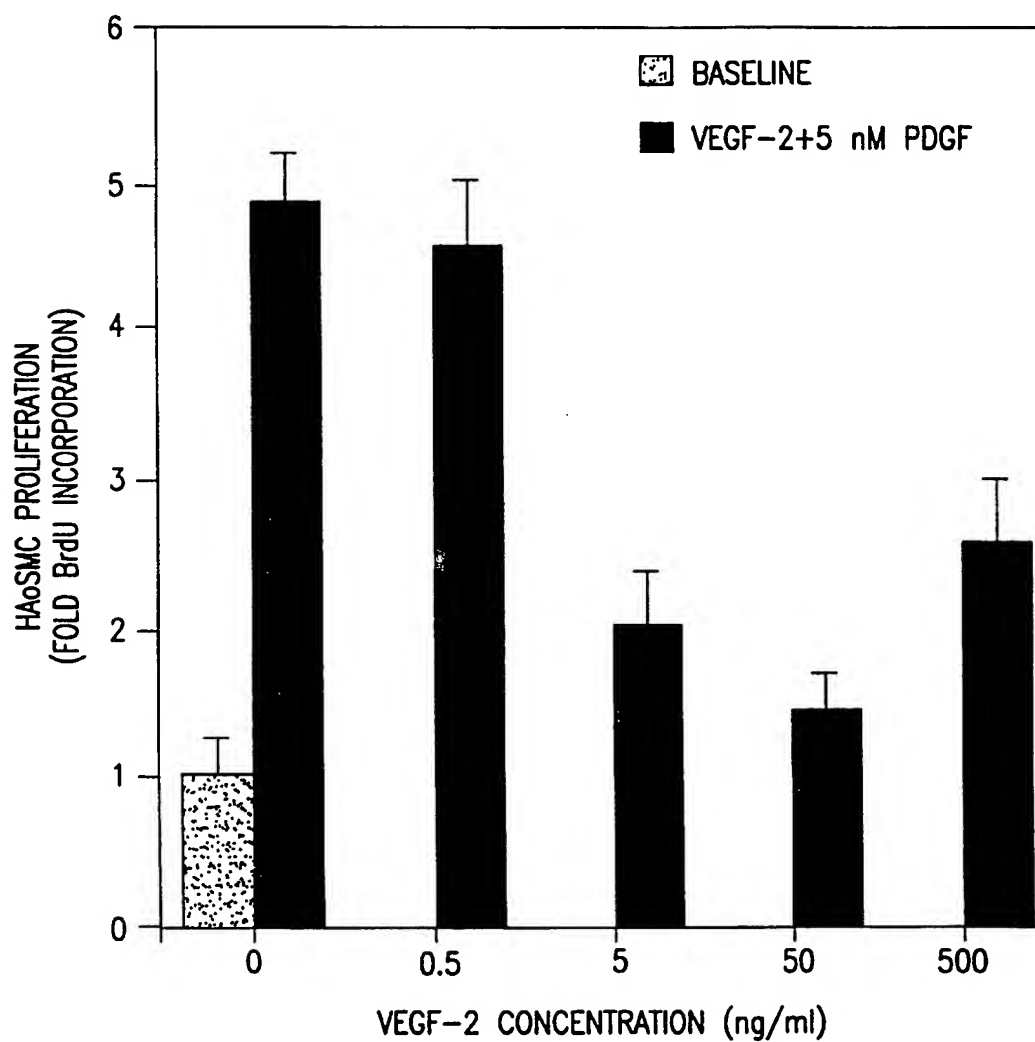 6
5
4
3
2
1
0
HAoSMC PROLIFERATION
(FOLD BrdU INCORPORATION)
BASELINE
VEGF-2+5 nM PDGF
0 0.5 5 50 500
VEGF-2 CONCENTRATION (ng/ml)